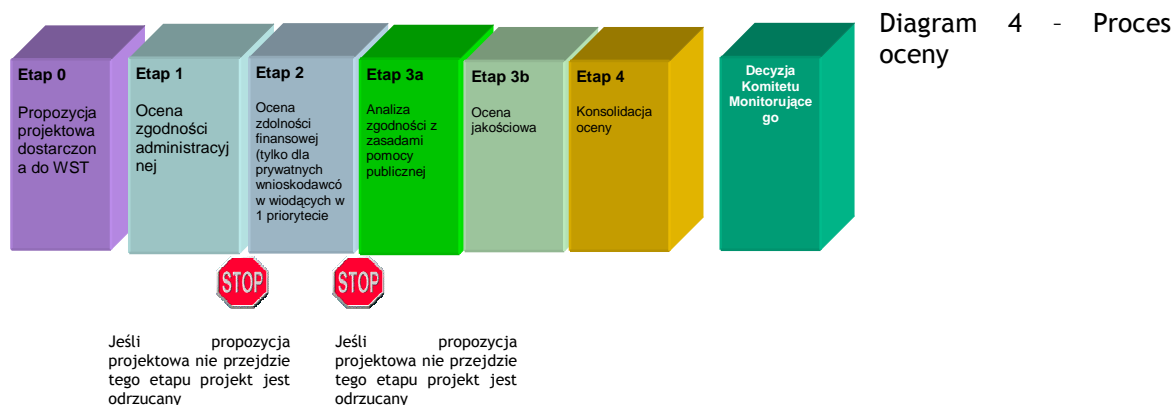 Diagram 4 – Proces
oceny
Etap 0
Propozycja
projektowa
dostarczon
a do WST
Etap 1
Ocena
zgodności
administracyj
nej
Etap 2
Ocena
zdolności
finansowej
(tylko dla
prywatnych
wnioskodawcó
w wiodących w
1 priorytecie
Etap 3a
Analiza
zgodności z
zasadami
pomocy
publicznej
Etap 3b
Ocena
jakościowa
Etap 4
Konsolidacja
oceny
Decyzja
Komitetu
Monitorujące
go
STOP
STOP
Jeśli propozycja
projektowa nie przejdzie
tego etapu projekt jest
odrzucany
Jeśli propozycja
projektowa nie przejdzie
tego etapu projekt jest
odrzucany